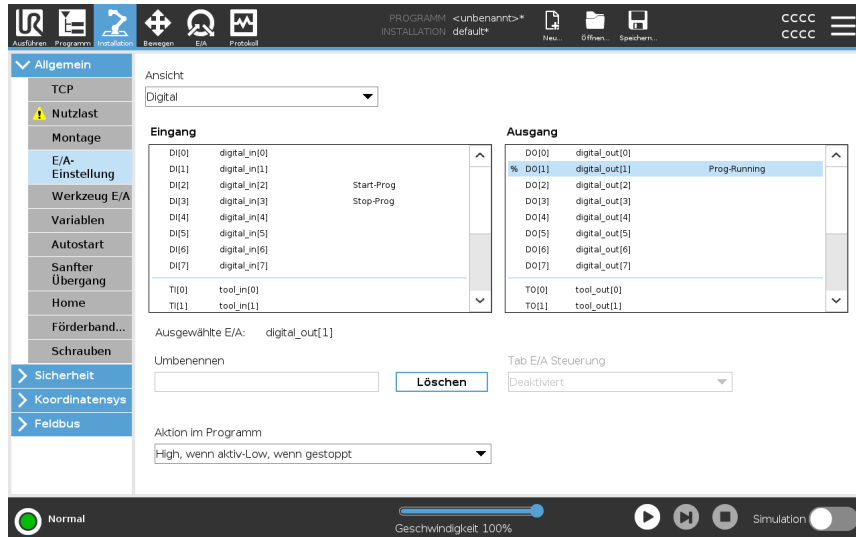 PROGRAMM <unbenannt>*
INSTALLATION default*
Ausführen
Programm
Installation
Bewegen
E/A
Protokoll
Neu...
Öffnen...
Speichern...
cccc
cccc
Allgemein
TCP
Nutzlast
Montage
E/A-
Einstellung
Werkzeug E/A
Variablen
Autostart
Sanfter
Übergang
Home
Förderband...
Schrauben
Sicherheit
Koordinatensys
Feldbus
Ansicht
Digital
Eingang
DI[0] digital_in[0]
DI[1] digital_in[1]
DI[2] digital_in[2] Start-Prog
DI[3] digital_in[3] Stop-Prog
DI[4] digital_in[4]
DI[5] digital_in[5]
DI[6] digital_in[6]
DI[7] digital_in[7]
TI[0] tool_in[0]
TI[1] tool_in[1]
Ausgang
DO[0] digital_out[0]
% DO[1] digital_out[1] Prog-Running
DO[2] digital_out[2]
DO[3] digital_out[3]
DO[4] digital_out[4]
DO[5] digital_out[5]
DO[6] digital_out[6]
DO[7] digital_out[7]
TO[0] tool_out[0]
TO[1] tool_out[1]
Ausgewählte E/A: digital_out[1]
Umbenennen
Löschen
Tab E/A Steuerung
Deaktiviert
Aktion im Programm
High, wenn aktiv-Low, wenn gestoppt
Normal
Geschwindigkeit 100%
Simulation